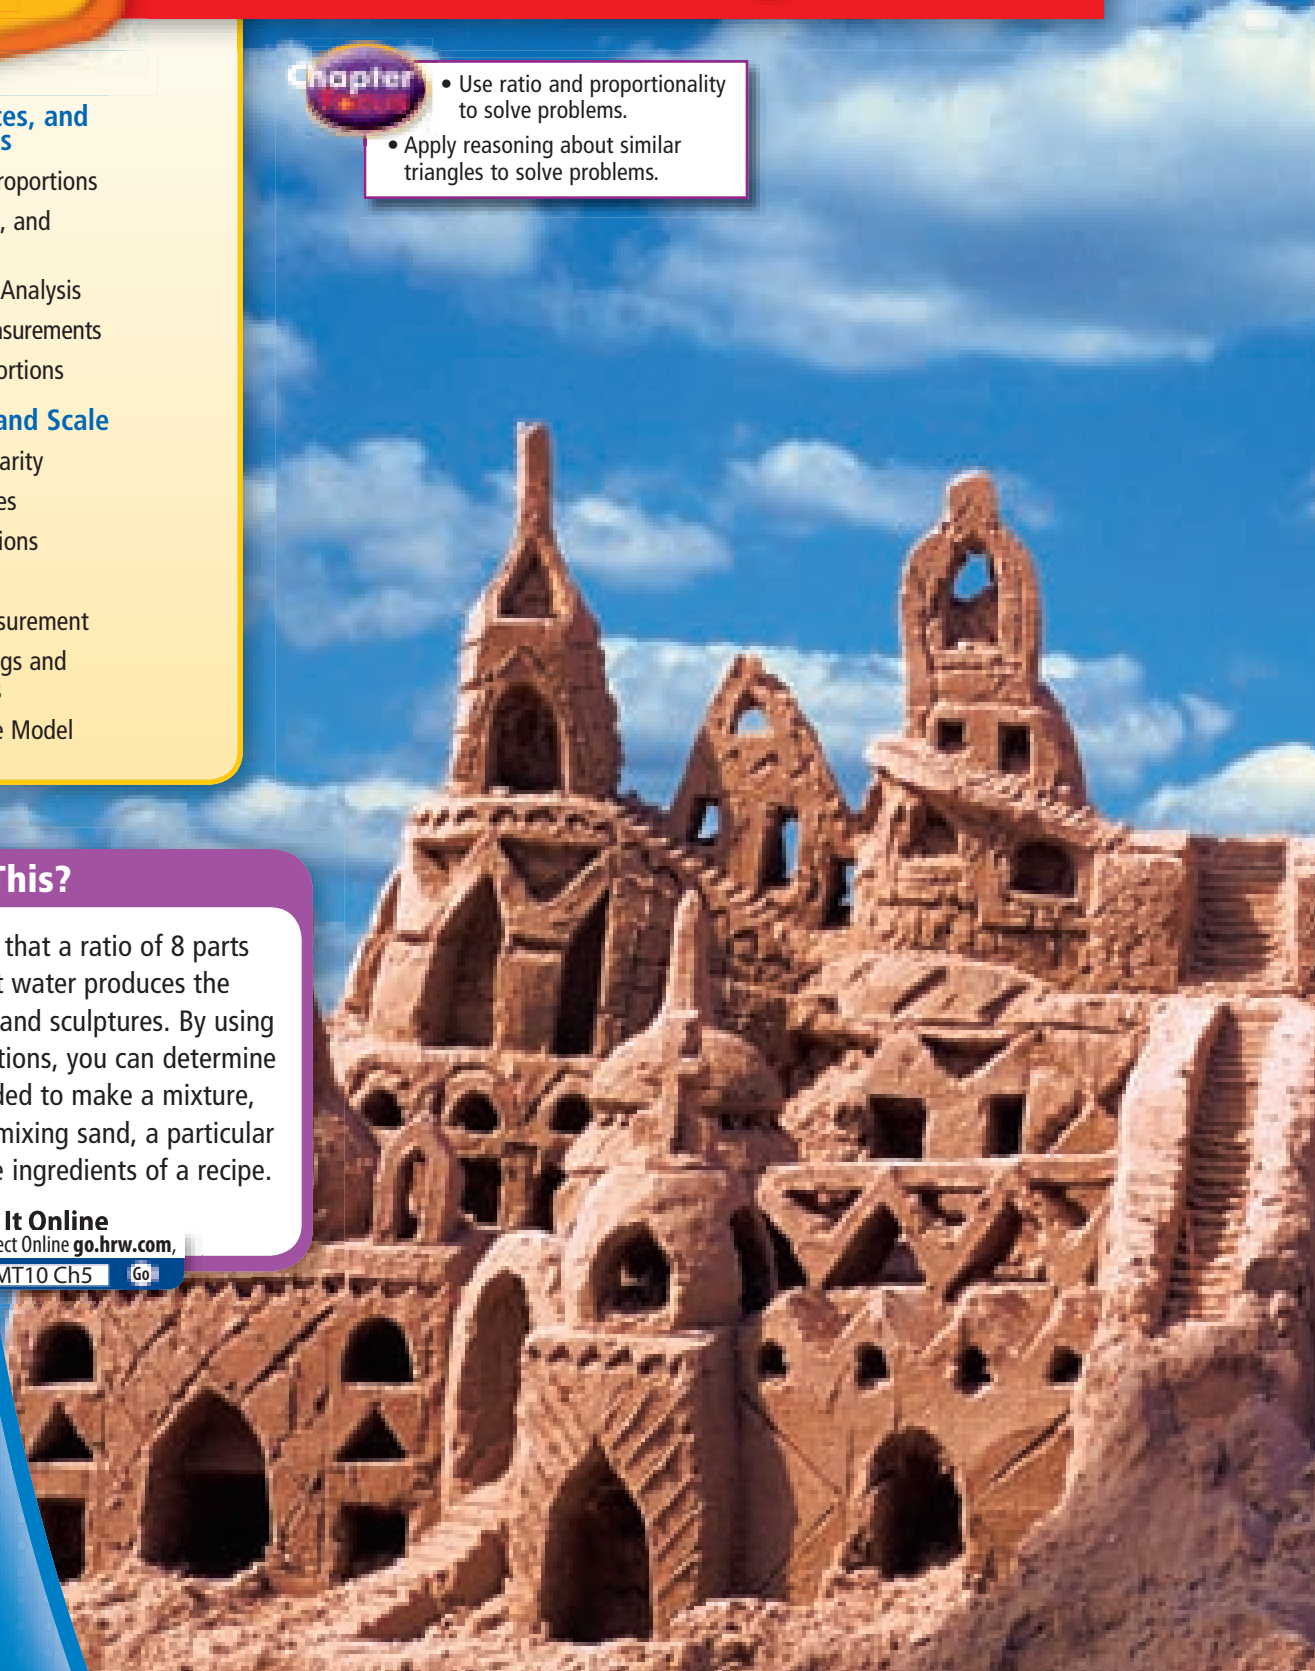 Chapter
Focus
• Use ratio and proportionality
to solve problems.
• Apply reasoning about similar
triangles to solve problems.
es, and
s
roportions
, and
Analysis
asurements
ortions
and Scale
arity
es
ions
surement
gs and
s
e Model
This?
that a ratio of 8 parts
t water produces the
and sculptures. By using
tions, you can determine
ded to make a mixture,
mixing sand, a particular
e ingredients of a recipe.
It Online
ect Online go.hrw.com,
MT10 Ch5 Go